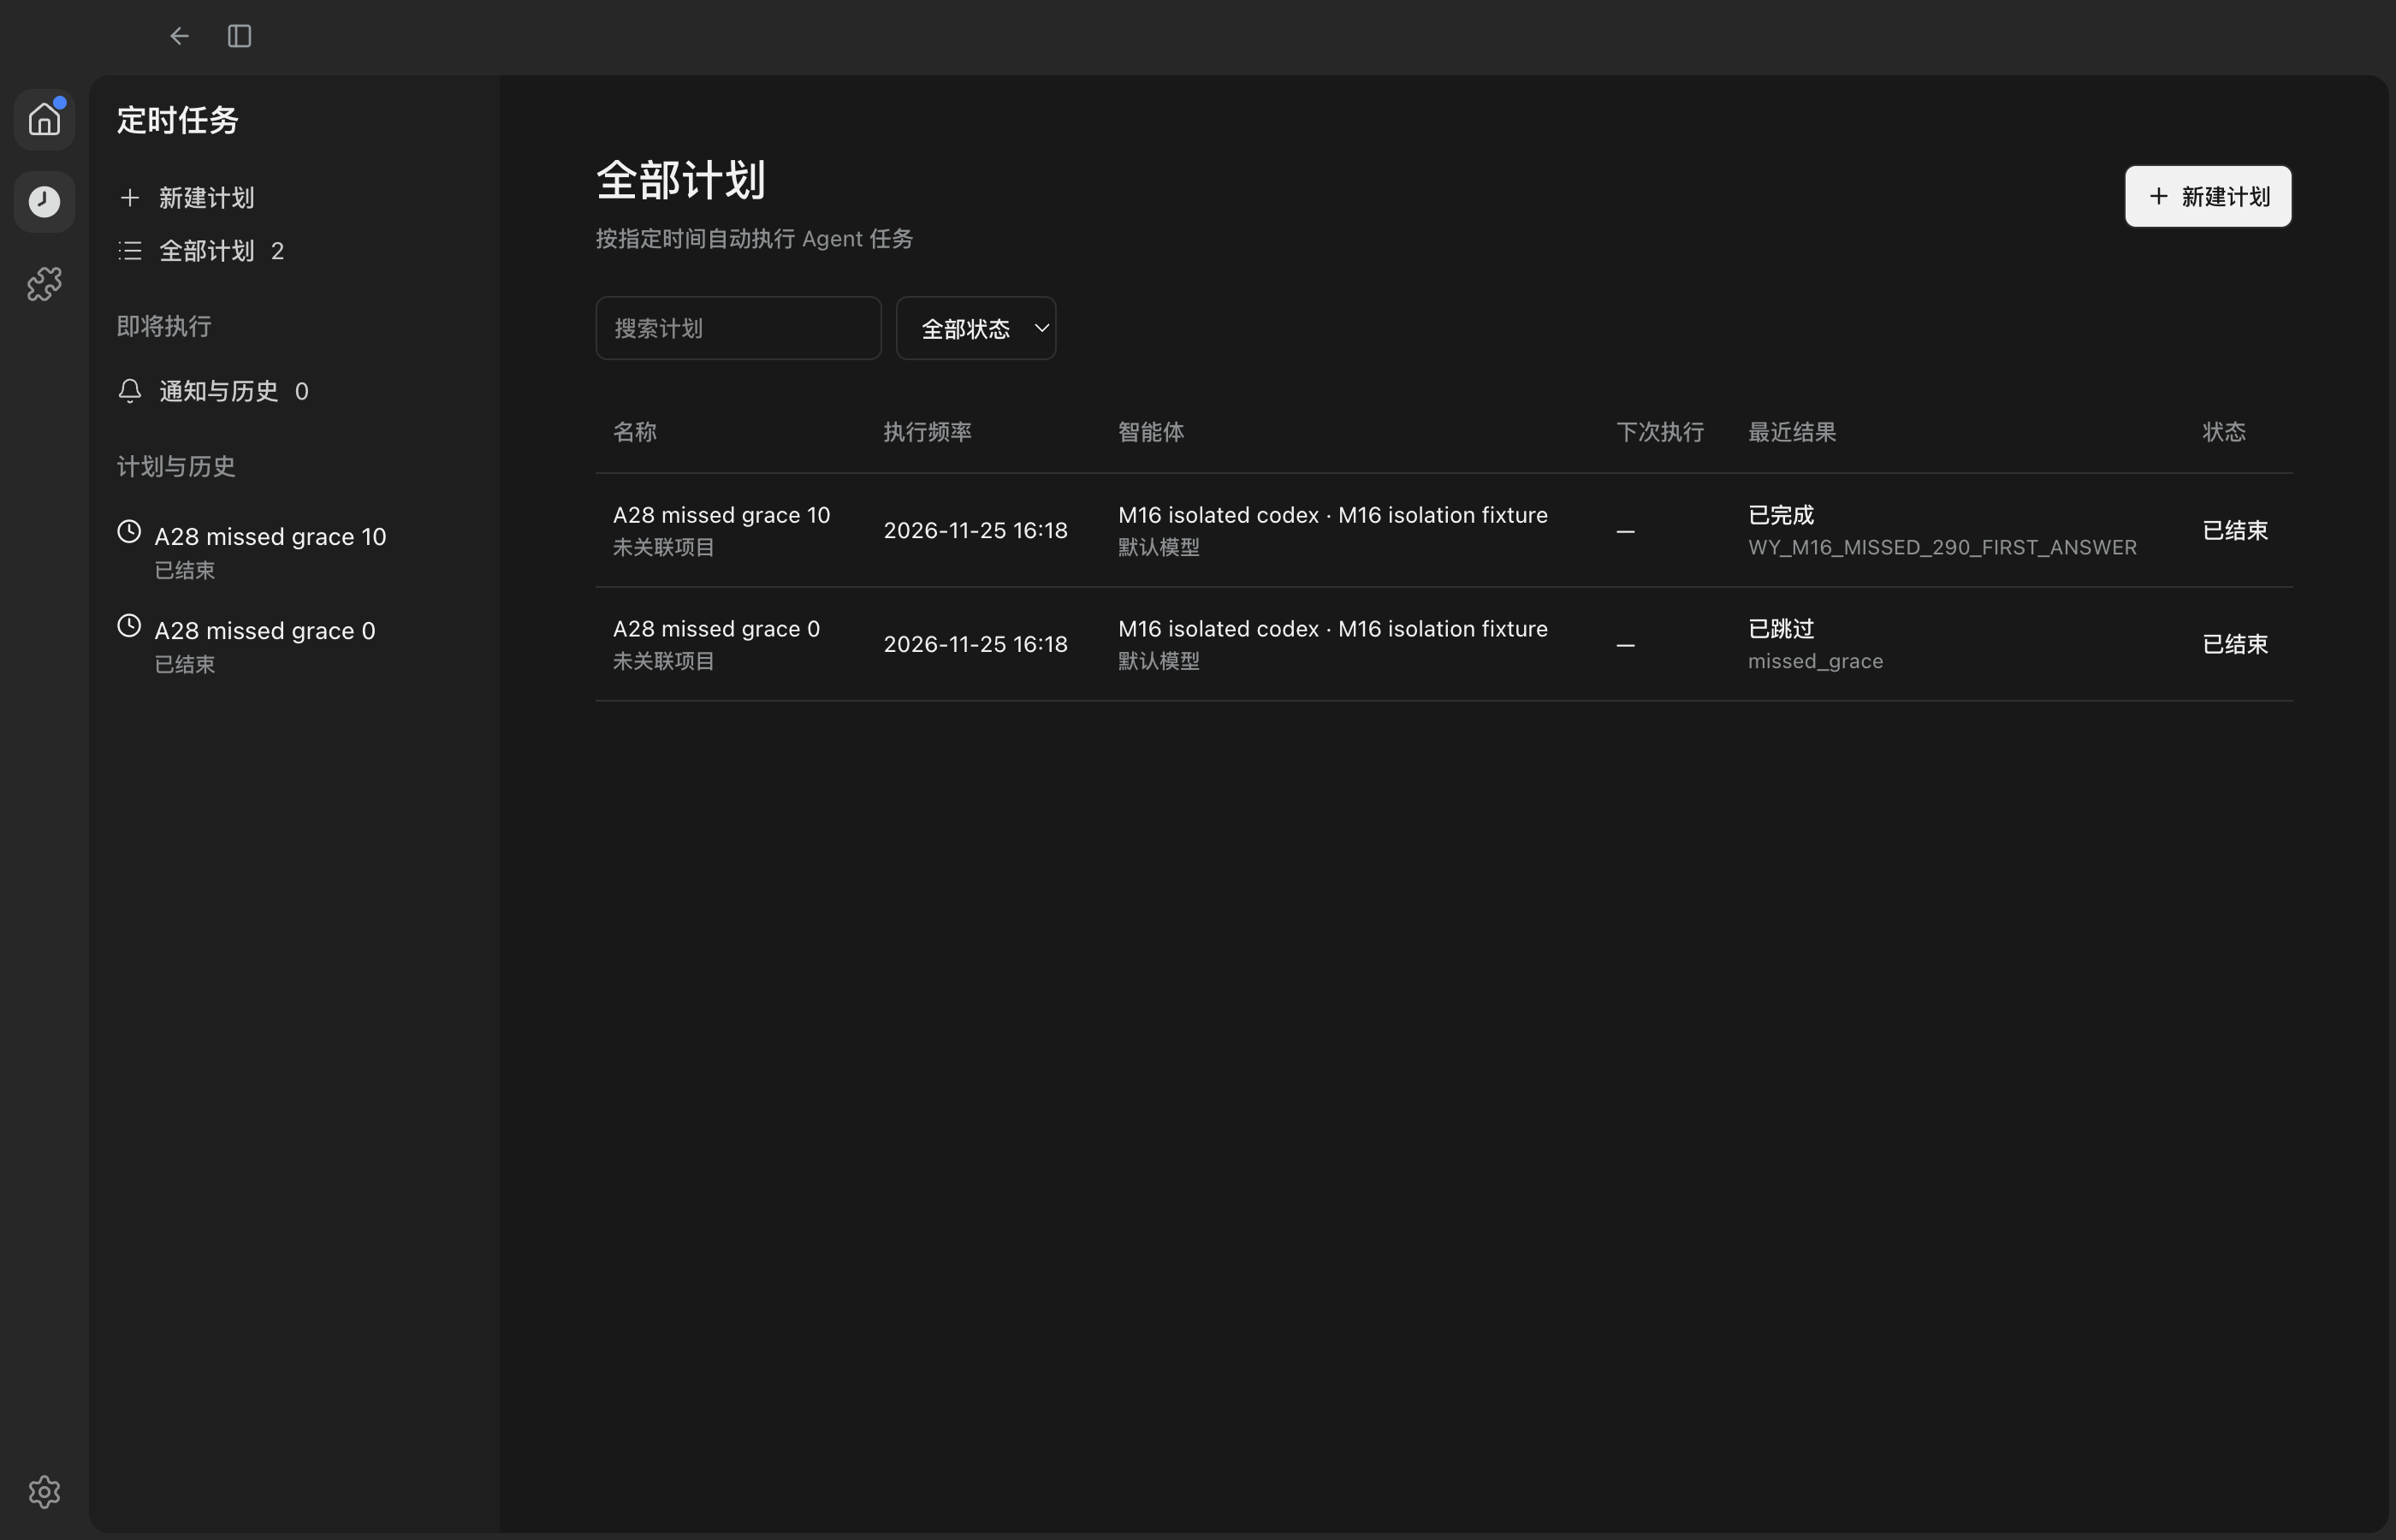 定时任务
新建计划
全部计划 2
即将执行
通知与历史 0
计划与历史
A28 missed grace 10
已结束
A28 missed grace 0
已结束
全部计划
按指定时间自动执行 Agent 任务
新建计划
搜索计划
全部状态
名称 执行频率 智能体 下次执行 最近结果 状态
A28 missed grace 10 2026-11-25 16:18 M16 isolated codex · M16 isolation fixture — 已完成 已结束
未关联项目 默认模型 WY_M16_MISSED_290_FIRST_ANSWER
A28 missed grace 0 2026-11-25 16:18 M16 isolated codex · M16 isolation fixture — 已跳过 已结束
未关联项目 默认模型 missed_grace